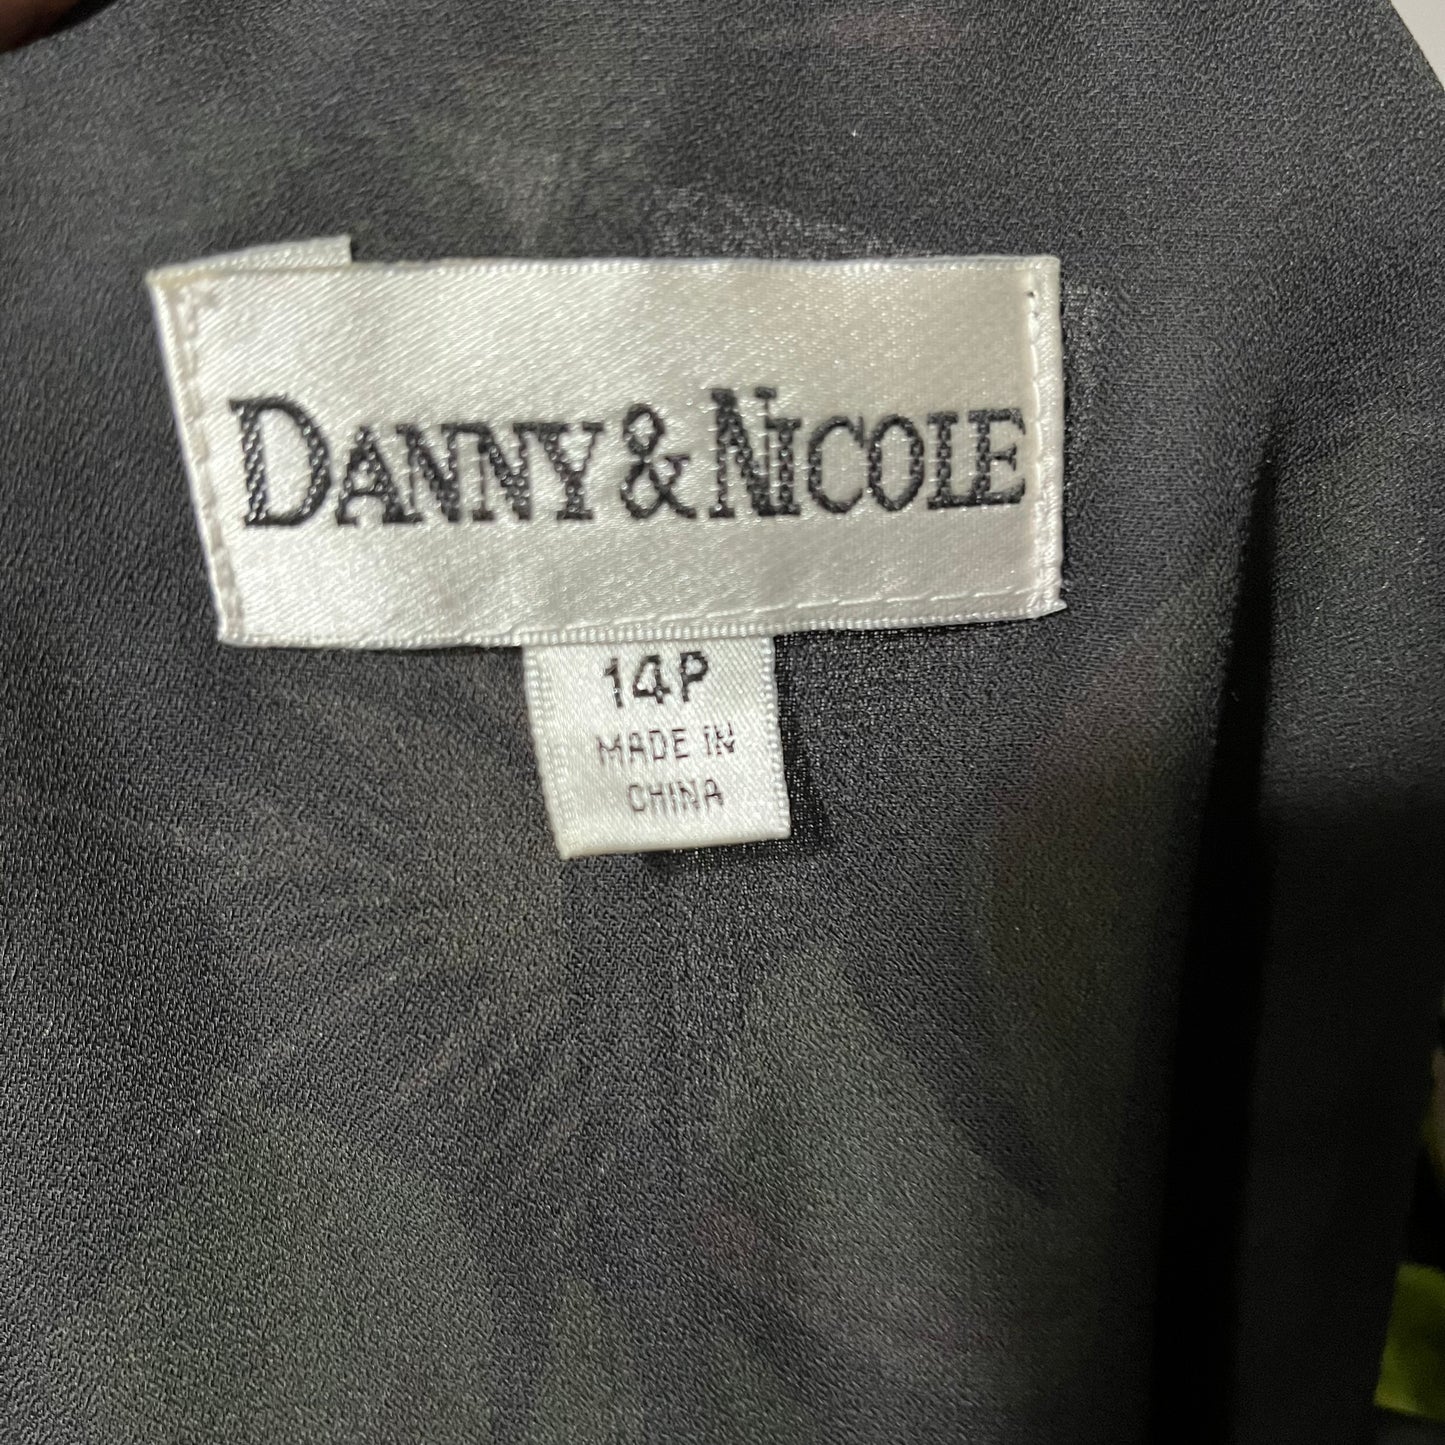 DANNY & NICOLE
14P
MADE IN
CHINA